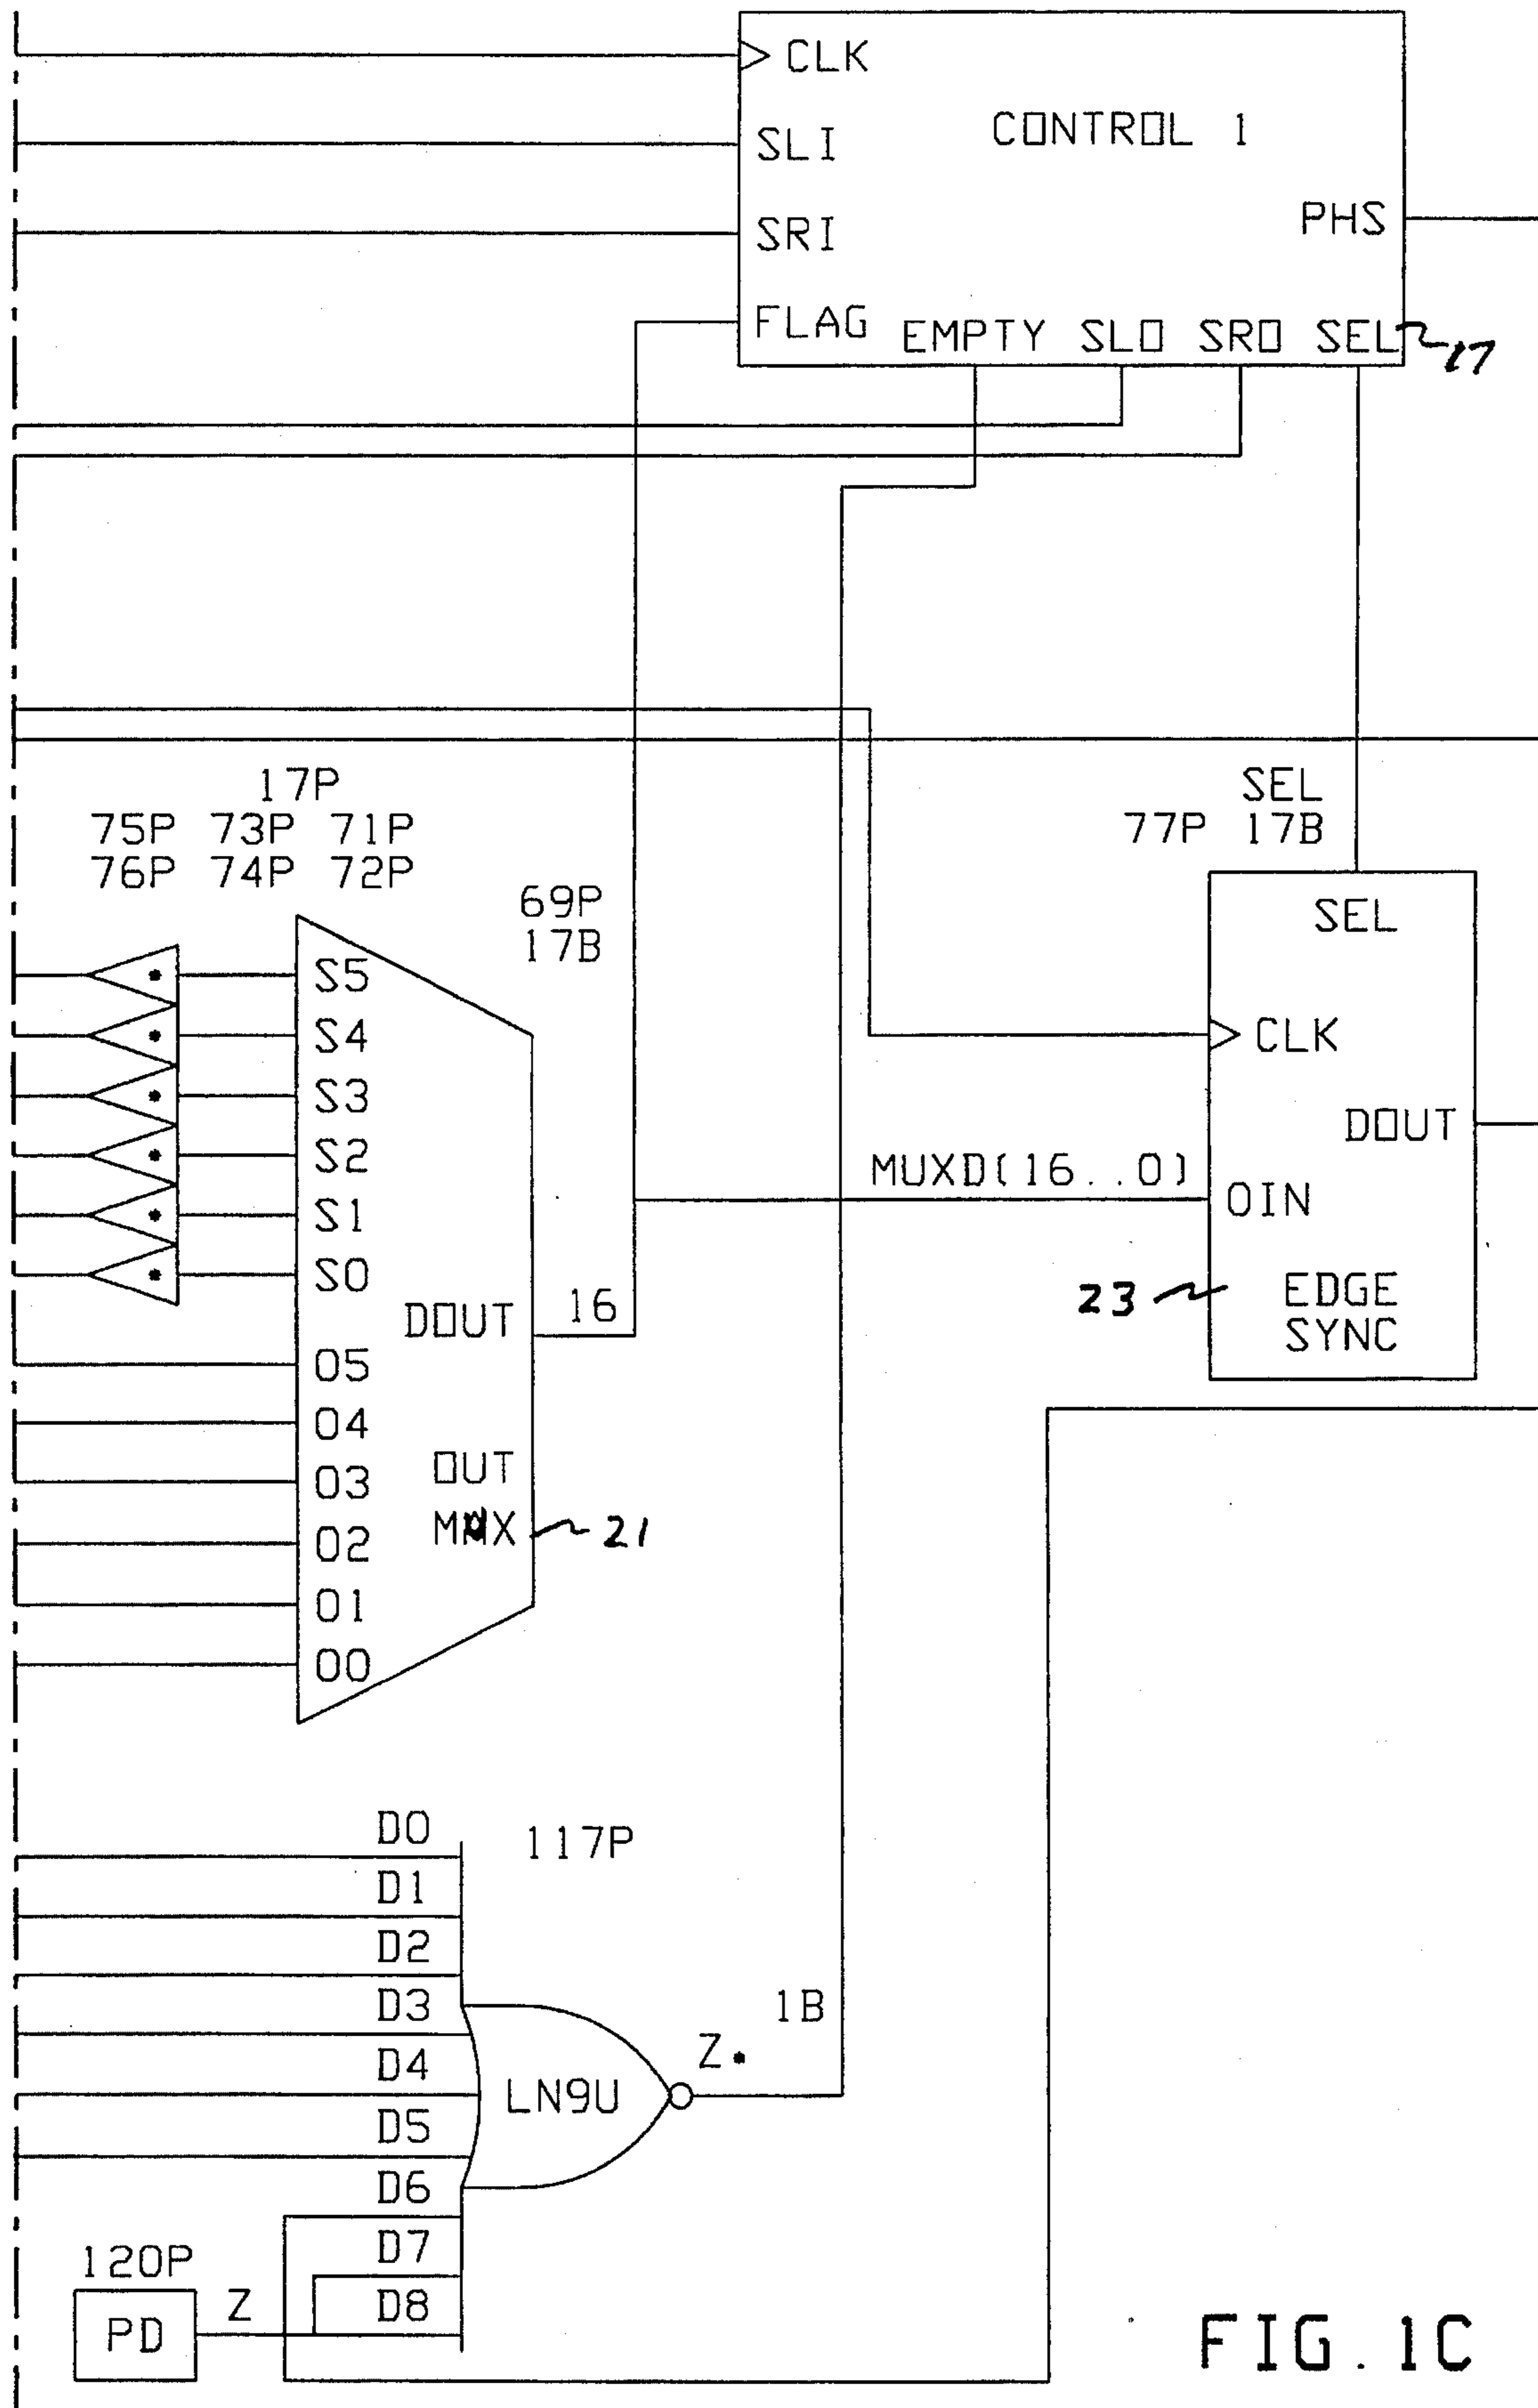 CLK
CONTROL 1
SLI
PHS
SRI
FLAG EMPTY SLO SRO SEL
17
17P
75P 73P 71P
76P 74P 72P
69P
17B
SEL
77P 17B
SEL
S5
S4
CLK
S3
DOUT
S2
MUXD(16..0)
S1
OIN
S0
23
EDGE
SYNC
16
DOUT
O5
O4
OUT
O3
MUX
21
O2
O1
O0
D0
117P
D1
D2
D3
1B
Z*
D4
LN9U
D5
D6
D7
120P
Z
D8
PD
FIG. 1C